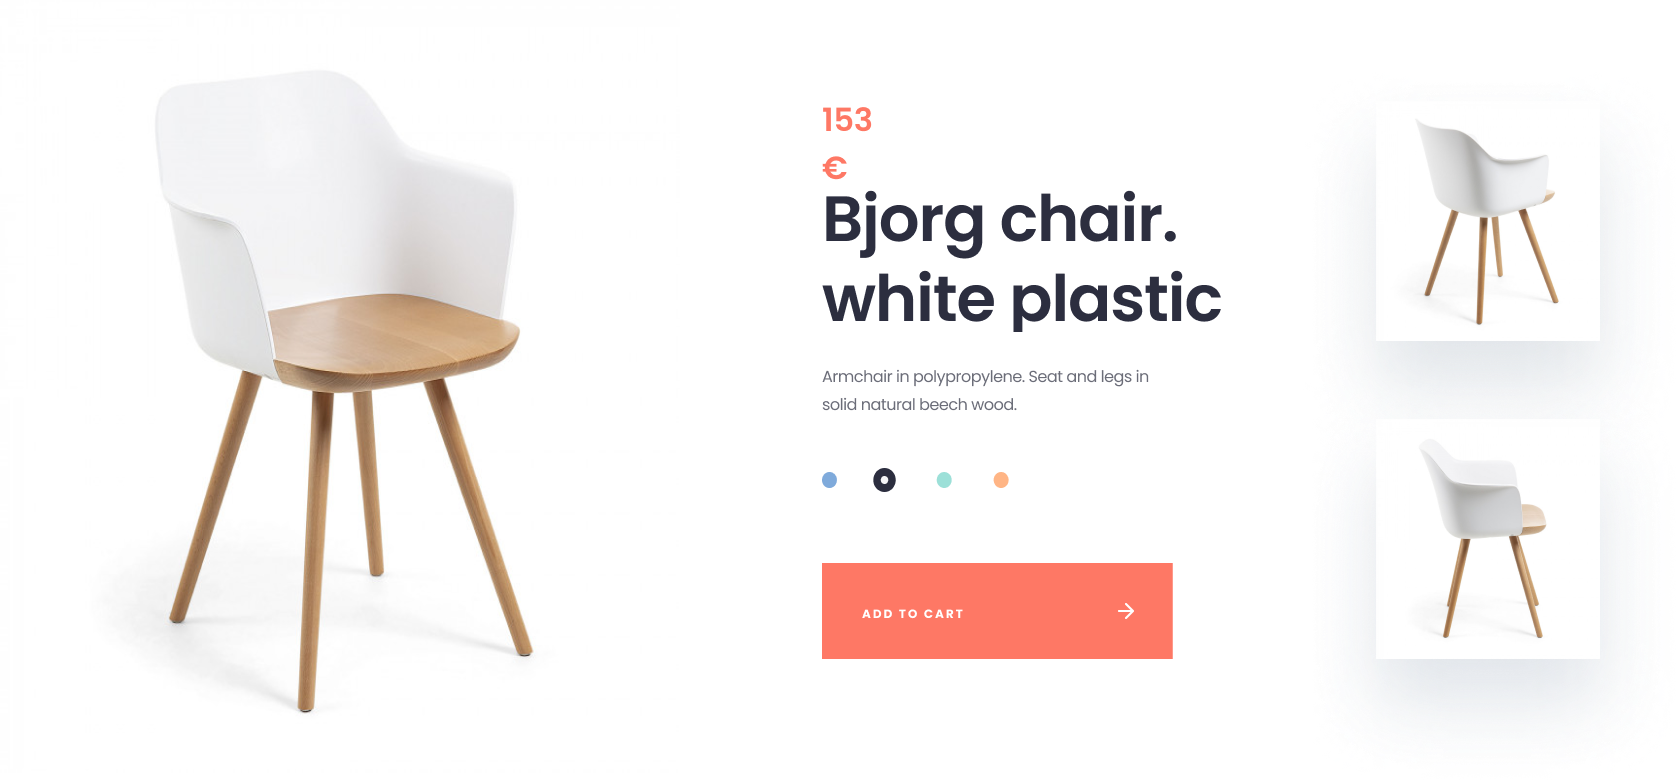 153
€
Bjorg chair.
white plastic
Armchair in polypropylene. Seat and legs in
solid natural beech wood.
ADD TO CART